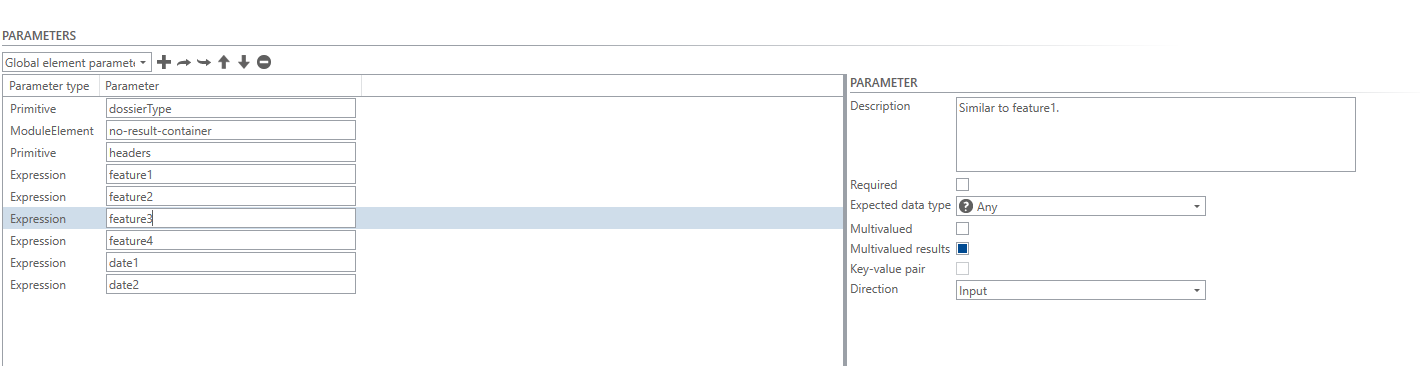 PARAMETERS
Global element paramete
Parameter type Parameter
Primitive dossierType
ModuleElement no-result-container
Primitive headers
Expression feature1
Expression feature2
Expression feature3
Expression feature4
Expression date1
Expression date2
PARAMETER
Description Similar to feature1.
Required
Expected data type ? Any
Multivalued
Multivalued results
Key-value pair
Direction Input